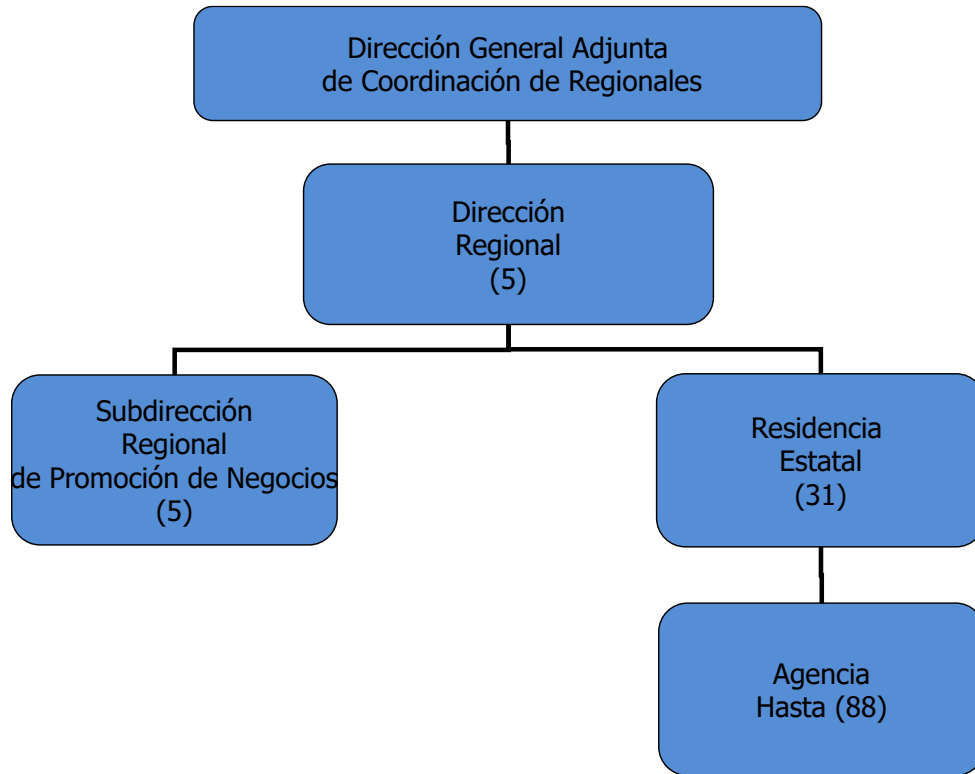 Dirección General Adjunta
de Coordinación de Regionales
Dirección
Regional
(5)
Subdirección
Regional
de Promoción de Negocios
(5)
Residencia
Estatal
(31)
Agencia
Hasta (88)